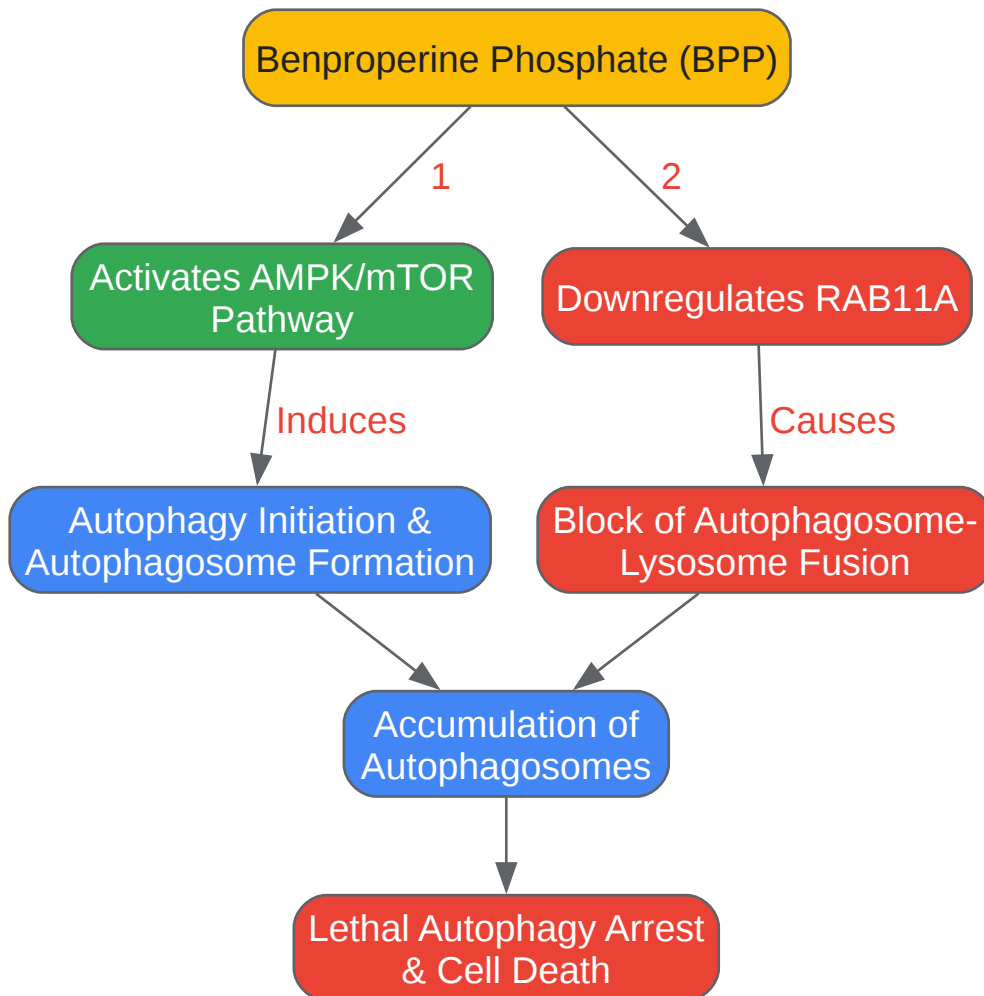 Benproperine Phosphate (BPP)
1
2
Activates AMPK/mTOR
Pathway
Downregulates RAB11A
Induces
Causes
Autophagy Initiation &
Autophagosome Formation
Block of Autophagosome-
Lysosome Fusion
Accumulation of
Autophagosomes
Lethal Autophagy Arrest
& Cell Death